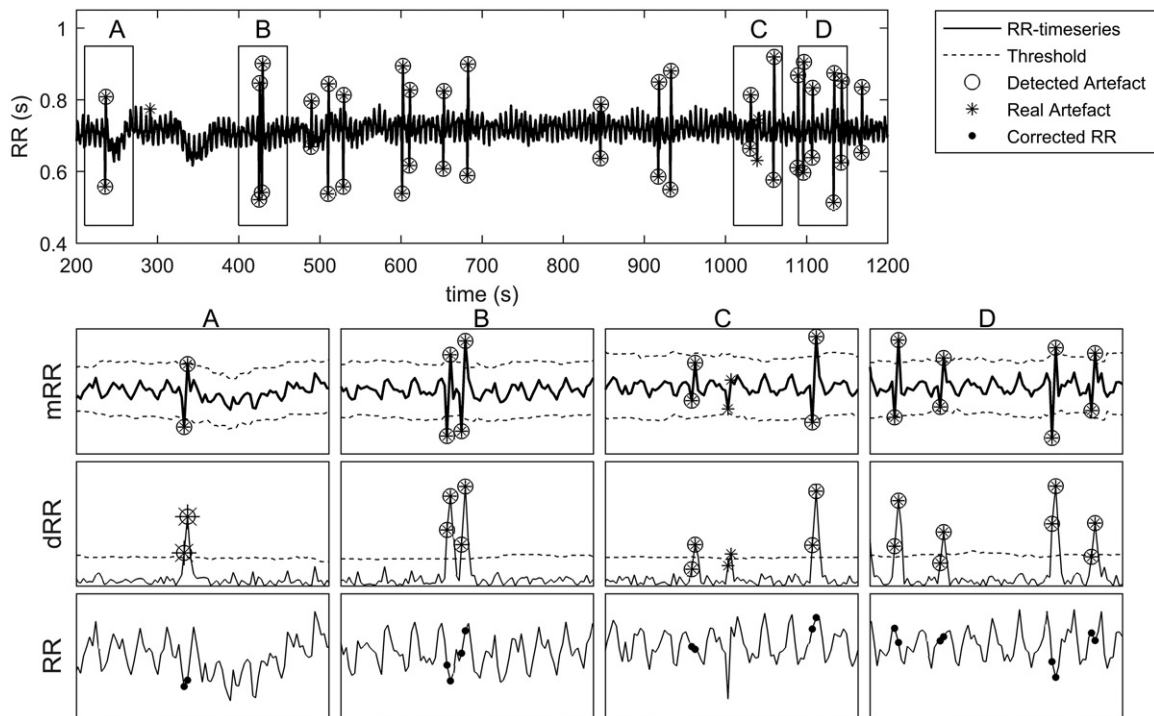 A
B
C
D
RR-timeseries
Threshold
Detected Artefact
Real Artefact
Corrected RR
RR (s)
1
0.8
0.6
0.4
200 300 400 500 600 700 800 900 1000 1100 1200
time (s)
A B C D
mRR
dRR
RR